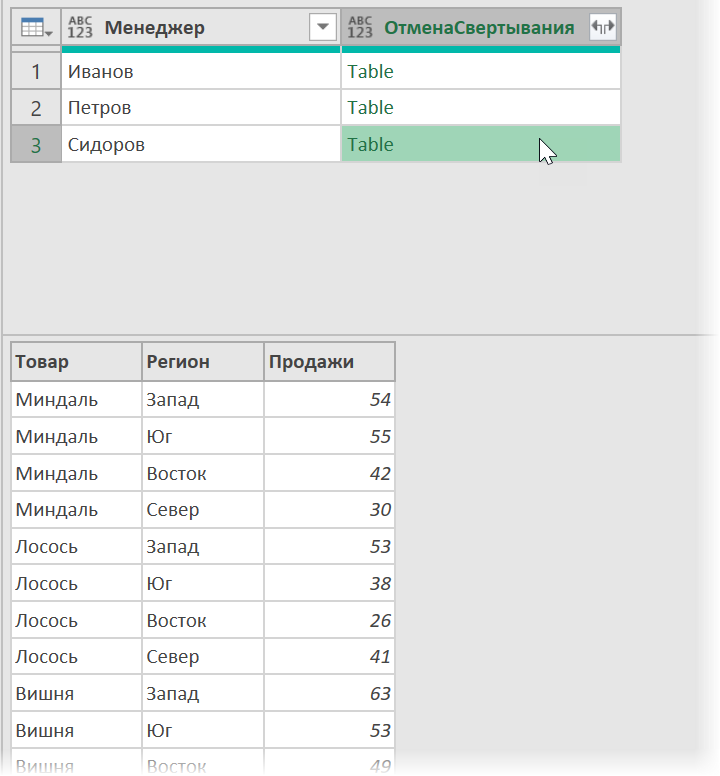 ABC 123 Менеджер ABC 123 ОтменаСвертывания
1 Иванов Table
2 Петров Table
3 Сидоров Table
Товар Регион Продажи
Миндаль Запад 54
Миндаль Юг 55
Миндаль Восток 42
Миндаль Север 30
Лосось Запад 53
Лосось Юг 38
Лосось Восток 26
Лосось Север 41
Вишня Запад 63
Вишня Юг 53
Вишня Восток 49